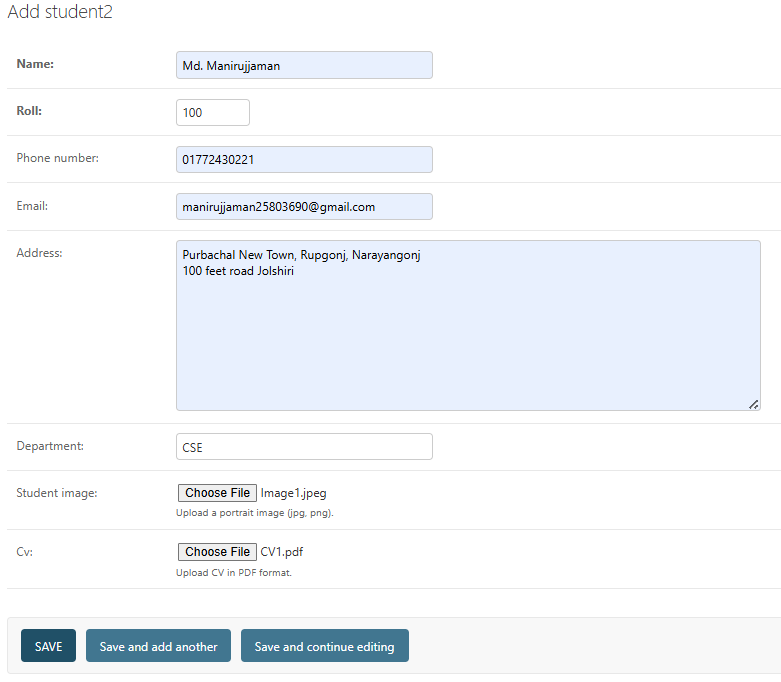 Add student2
Name: Md. Manirujjaman
Roll: 100
Phone number: 01772430221
Email: manirujjaman25803690@gmail.com
Address: Purbachal New Town, Rupgonj, Narayangonj
100 feet road Jolshiri
Department: CSE
Student image: Choose File Image1.jpeg
Upload a portrait image (jpg, png).
Cv: Choose File CV1.pdf
Upload CV in PDF format.
SAVE Save and add another Save and continue editing